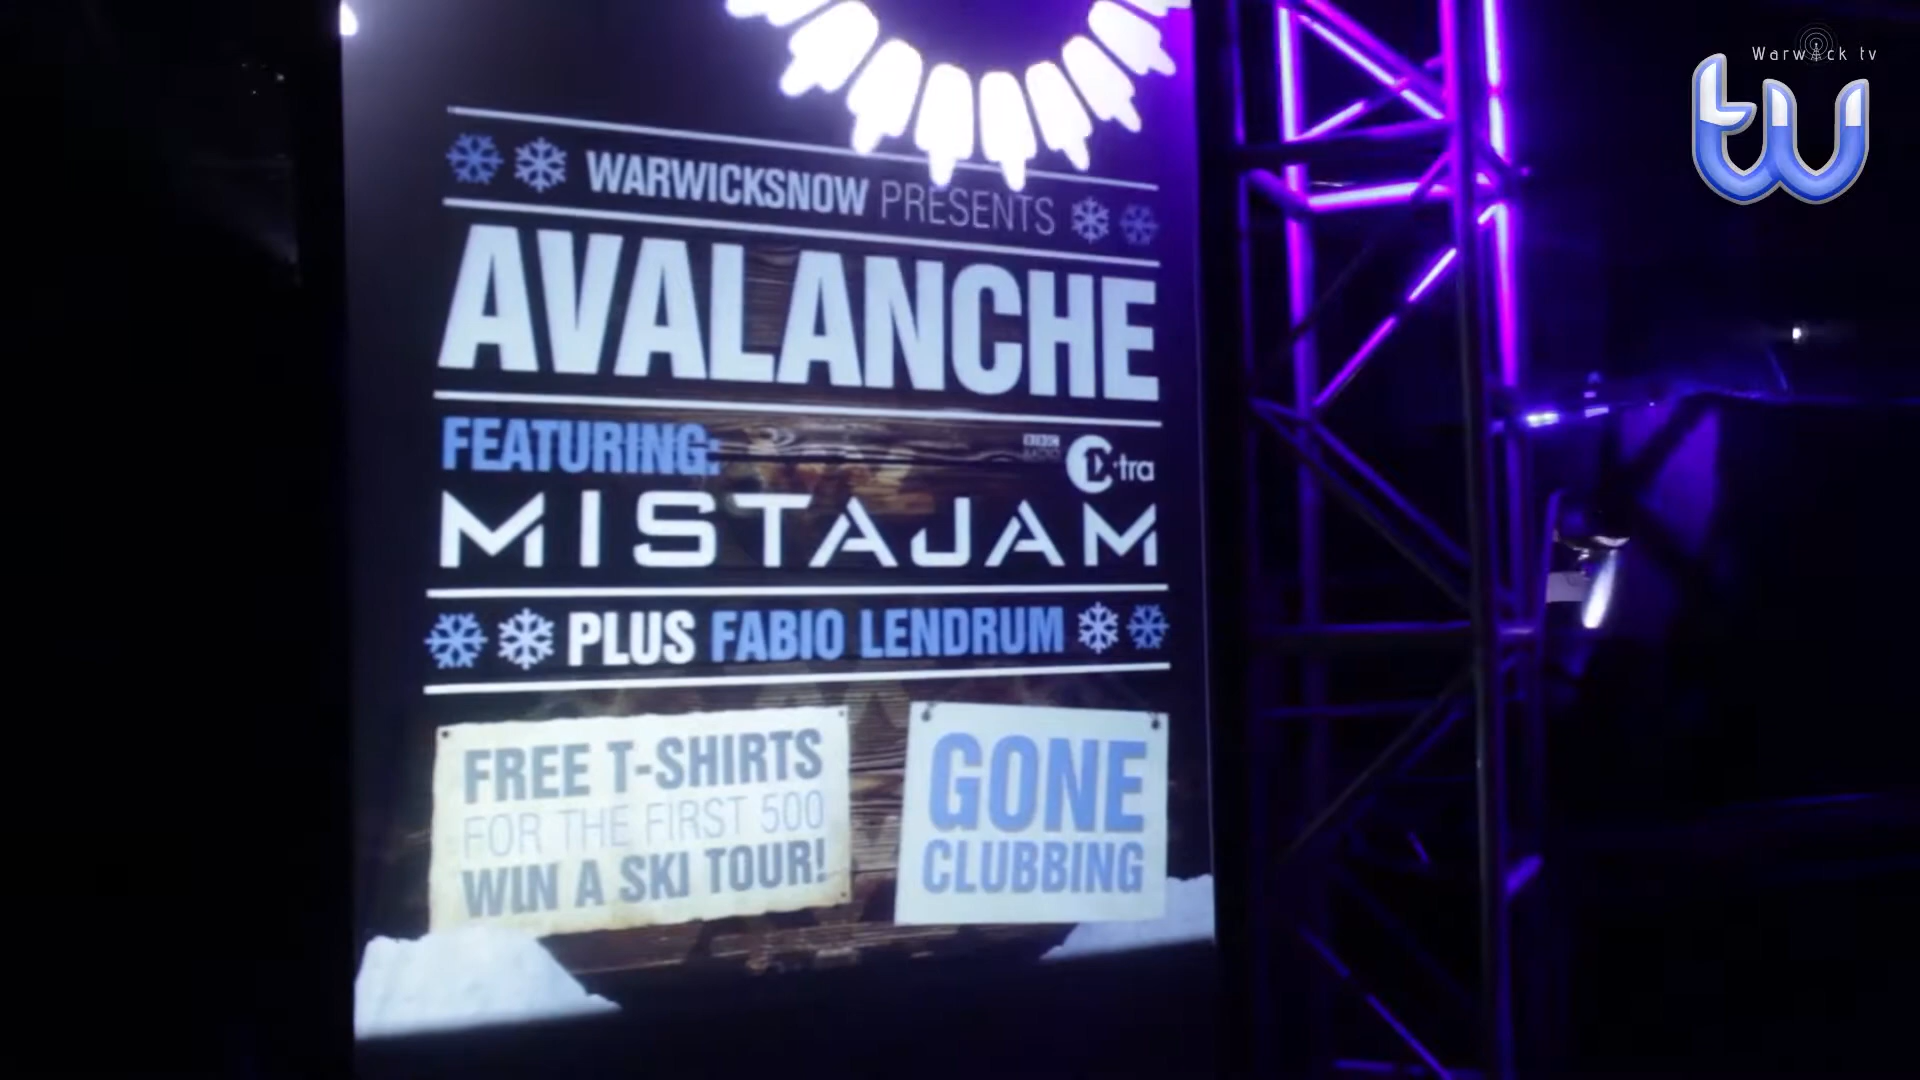 Warwick tv
tw
WARWICKSNOW PRESENTS
AVALANCHE
FEATURING:
BBC RADIO 1Xtra
MISTAJAM
PLUS FABIO LENDRUM
FREE T-SHIRTS
FOR THE FIRST 500
WIN A SKI TOUR!
GONE
CLUBBING